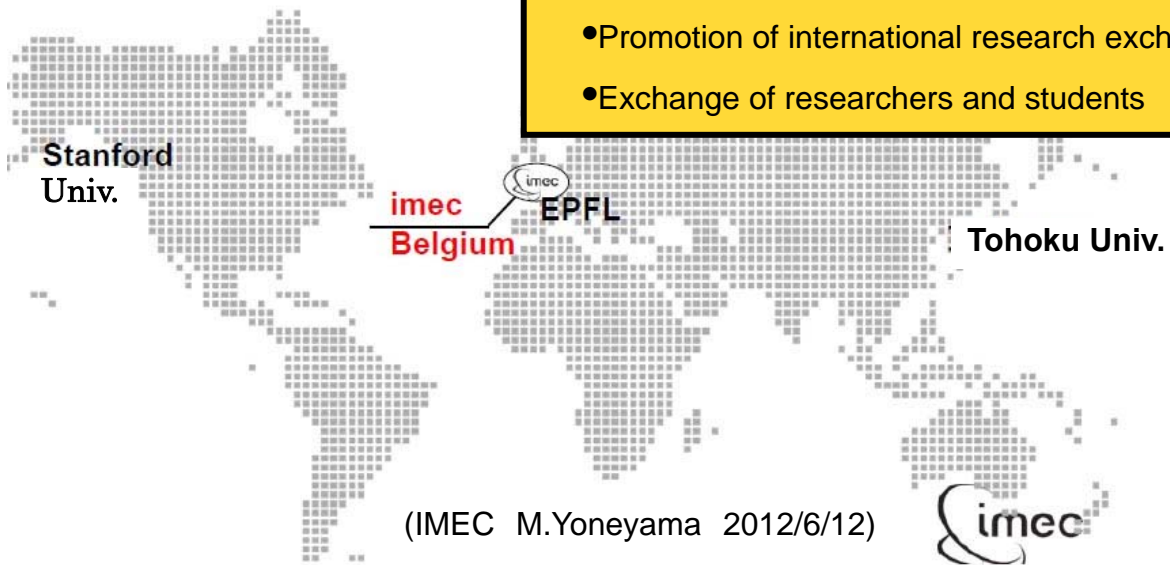 •Promotion of international research exch
•Exchange of researchers and students
Stanford
Univ.
imec
Belgium
imec
EPFL
Tohoku Univ.
(IMEC M.Yoneyama 2012/6/12)
imec